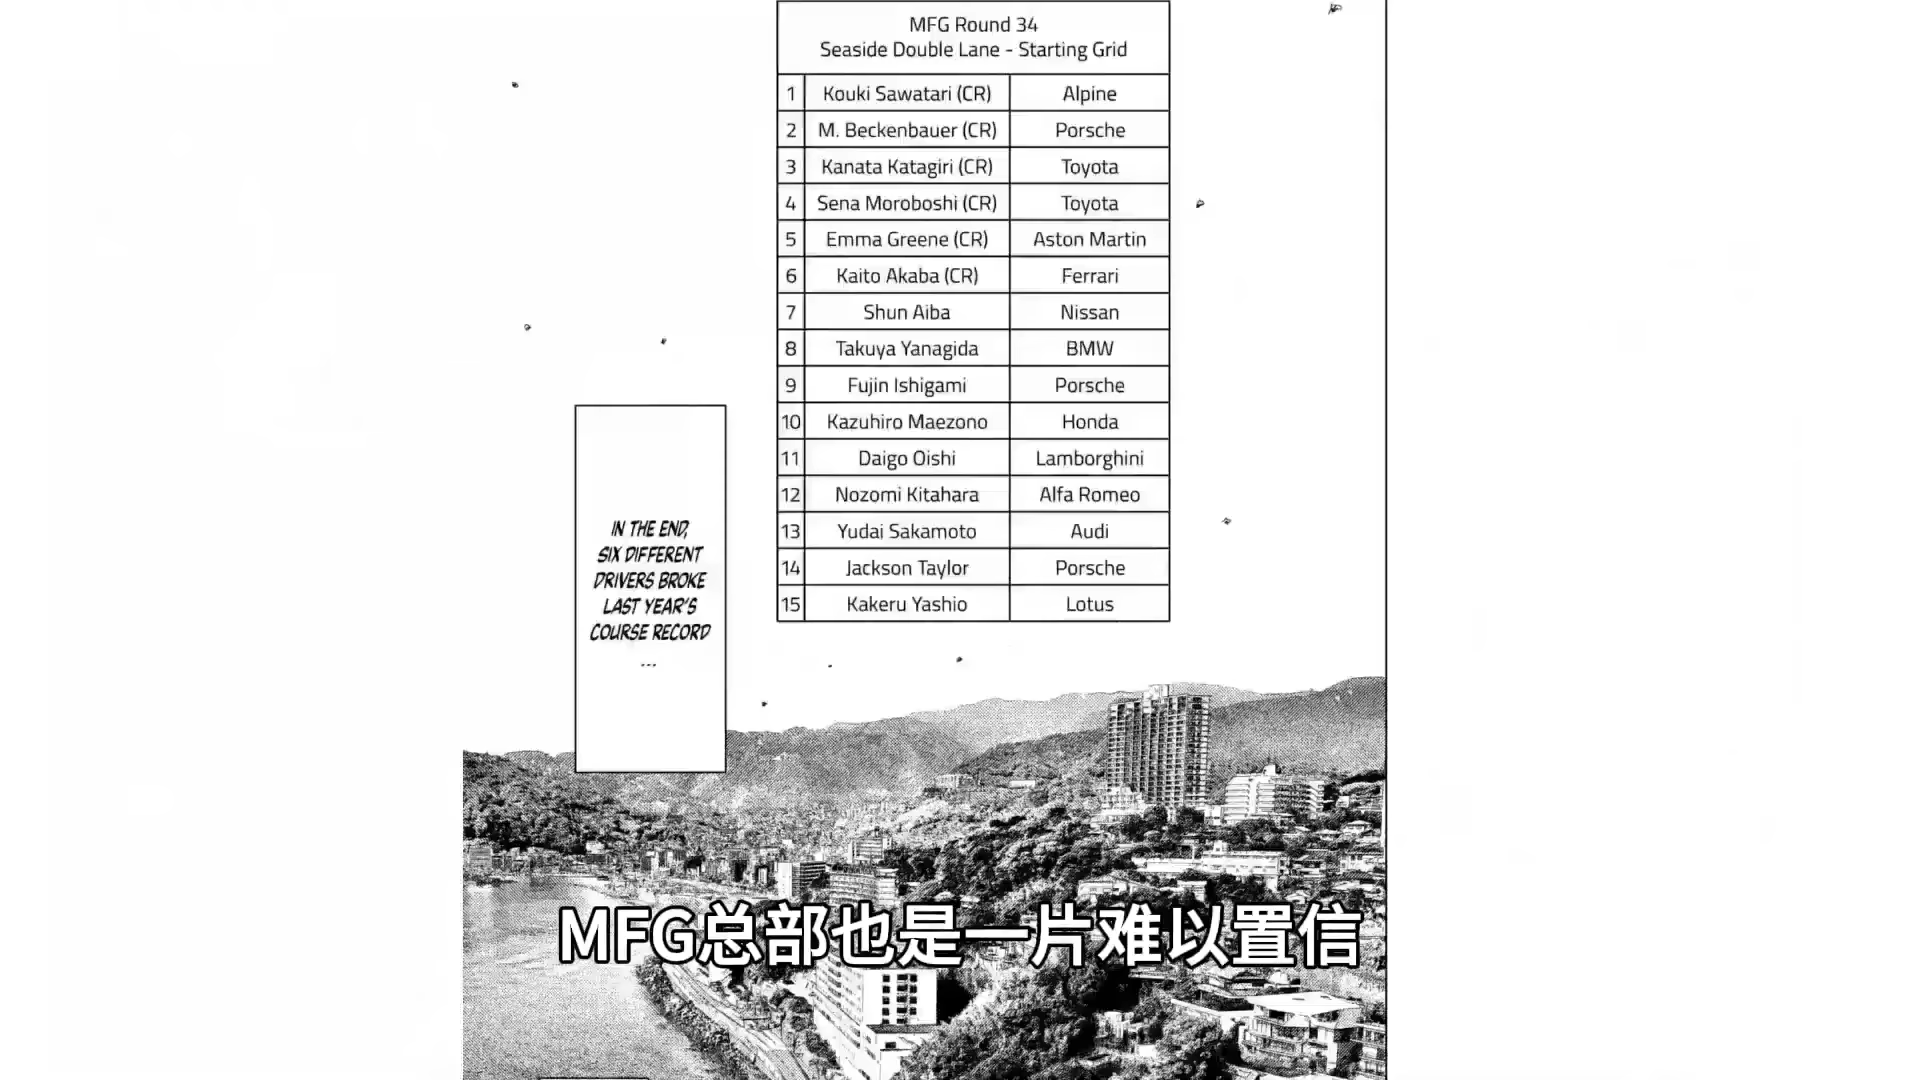 MFG Round 34
Seaside Double Lane - Starting Grid
1 Kouki Sawatari (CR) Alpine
2 M. Beckenbauer (CR) Porsche
3 Kanata Katagiri (CR) Toyota
4 Sena Moroboshi (CR) Toyota
5 Emma Greene (CR) Aston Martin
6 Kaito Akaba (CR) Ferrari
7 Shun Aiba Nissan
8 Takuya Yanagida BMW
9 Fujin Ishigami Porsche
10 Kazuhiro Maezono Honda
11 Daigo Oishi Lamborghini
12 Nozomi Kitahara Alfa Romeo
13 Yudai Sakamoto Audi
14 Jackson Taylor Porsche
15 Kakeru Yashio Lotus
IN THE END,
SIX DIFFERENT
DRIVERS BROKE
LAST YEAR'S
COURSE RECORD
...
MFG总部也是一片难以置信